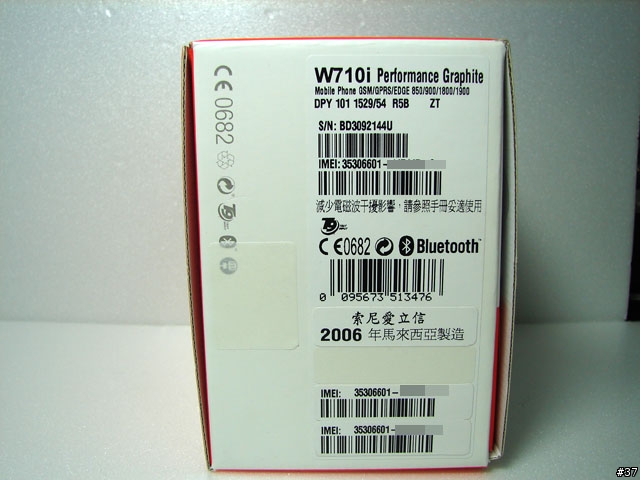 CE 0682
W710i Performance Graphite
Mobile Phone GSM/GPRS/EDGE 850/900/1800/1900
DPY 101 1529/54 R5B ZT
S/N: BD3092144U
IMEI: 35306601-
減少電磁波干擾影響，請參照手冊妥適使用
T9
CE0682 Bluetooth™
0 095673 513476
索尼愛立信
2006 年馬來西亞製造
IMEI: 35306601-
IMEI: 35306601-
#37